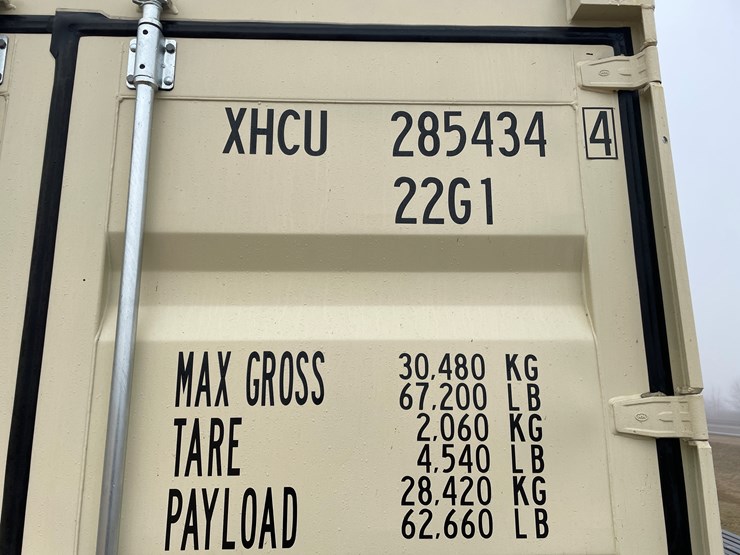 XHCU 285434 4
22G1
MAX GROSS 30,480 KG
67,200 LB
TARE 2,060 KG
4,540 LB
PAYLOAD 28,420 KG
62,660 LB